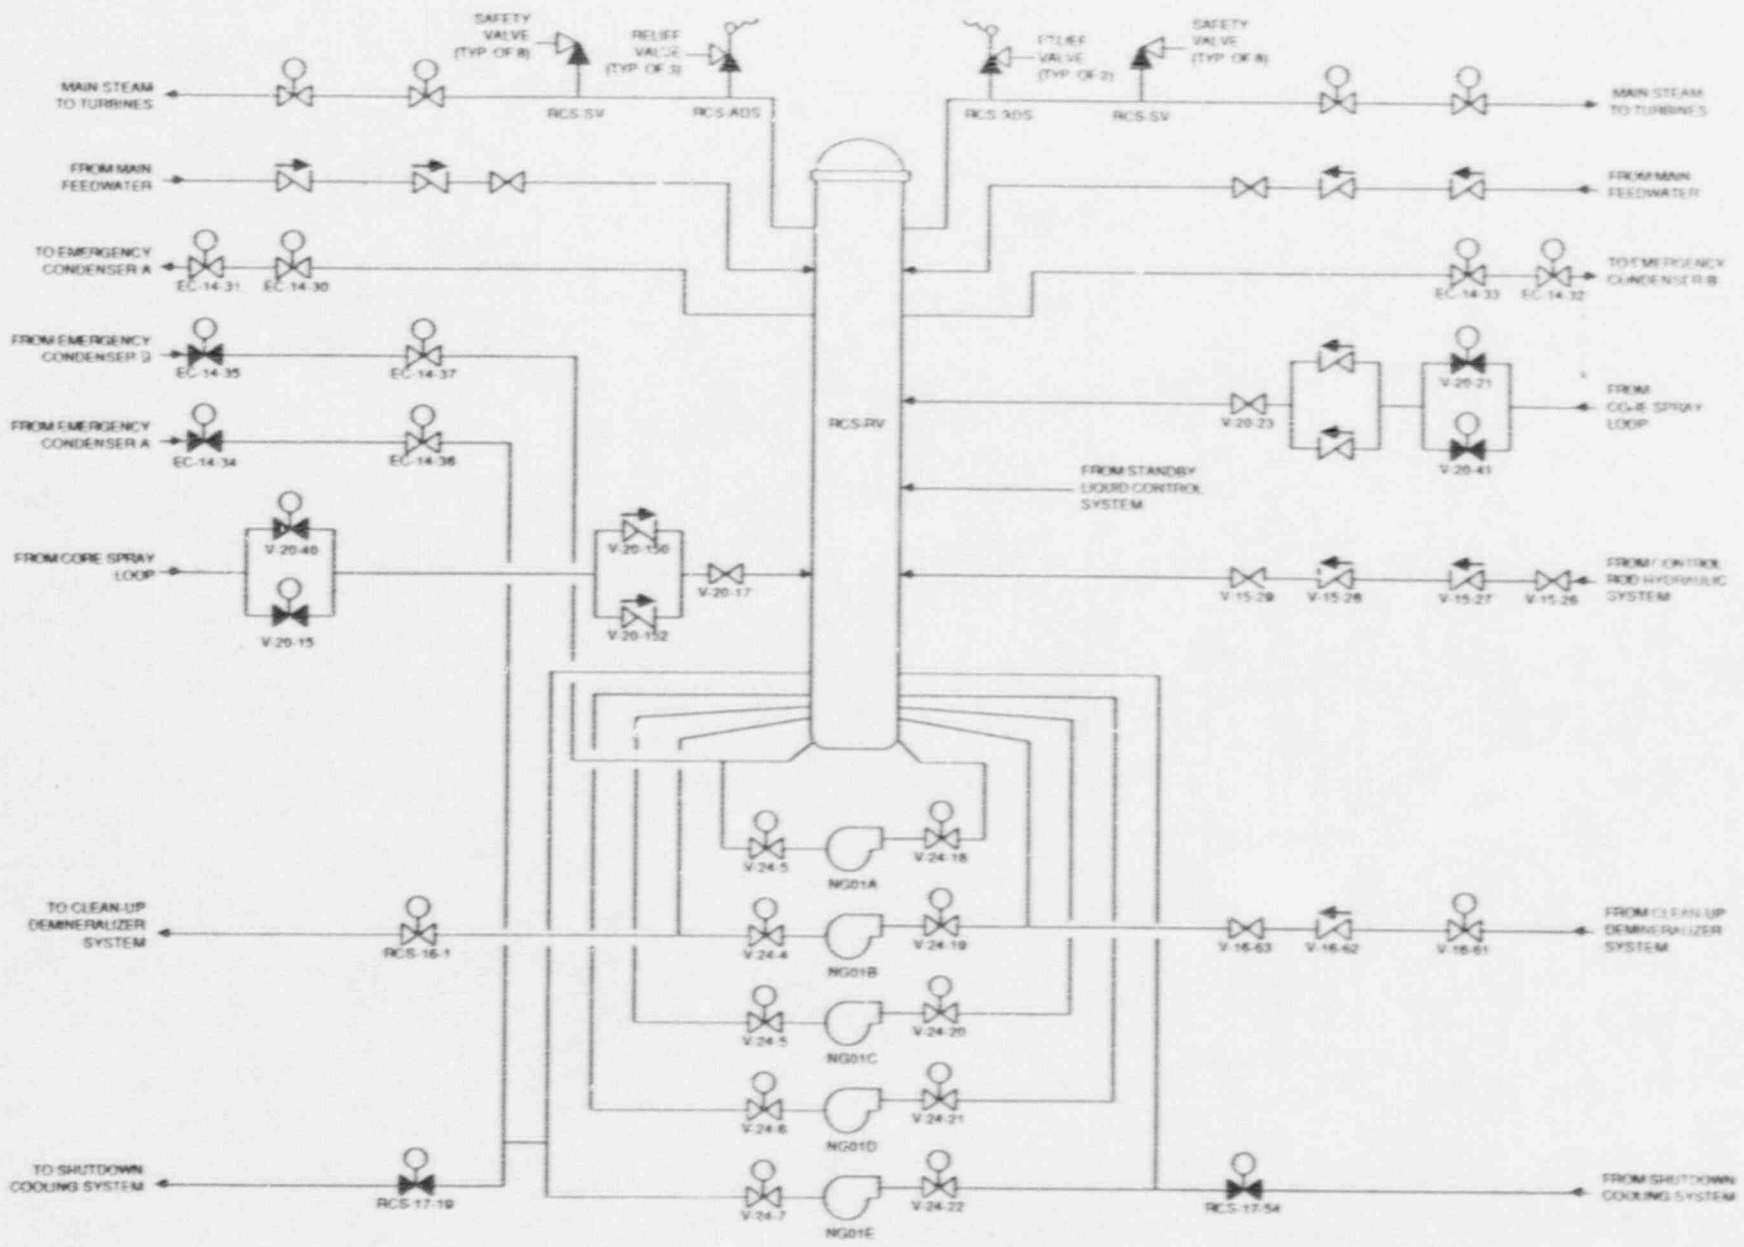 SAFETY
VALVE
(TYP. OF 8)
RELIEF
VALVE
(TYP. OF 3)
RELIEF
VALVE
(TYP. OF 2)
SAFETY
VALVE
(TYP. OF 8)
MAIN STEAM
TO TURBINES
RCS-SV
RCS-ADS
RCS-ADS
RCS-SV
MAIN STEAM
TO TURBINES
FROM MAIN
FEEDWATER
FROM MAIN
FEEDWATER
TO EMERGENCY
CONDENSER A
EC-14-31
EC-14-30
EC-14-33
EC-14-32
TO EMERGENCY
CONDENSER B
FROM EMERGENCY
CONDENSER B
EC-14-35
EC-14-37
V-20-21
V-20-23
V-20-41
FROM
CORE SPRAY
LOOP
RCS-RV
FROM EMERGENCY
CONDENSER A
EC-14-34
EC-14-36
FROM STANDBY
LIQUID CONTROL
SYSTEM
FROM CORE SPRAY
LOOP
V-20-40
V-20-15
V-20-150
V-20-152
V-20-17
V-15-29
V-15-28
V-15-27
V-15-26
FROM CONTROL
ROD HYDRAULIC
SYSTEM
V-24-5
NG01A
V-24-18
TO CLEAN-UP
DEMINERALIZER
SYSTEM
RCS-16-1
V-24-4
NG01B
V-24-19
V-16-63
V-16-62
V-16-61
FROM CLEAN-UP
DEMINERALIZER
SYSTEM
V-24-5
NG01C
V-24-20
V-24-6
NG01D
V-24-21
TO SHUTDOWN
COOLING SYSTEM
RCS-17-19
V-24-7
NG01E
V-24-22
RCS-17-54
FROM SHUTDOWN
COOLING SYSTEM